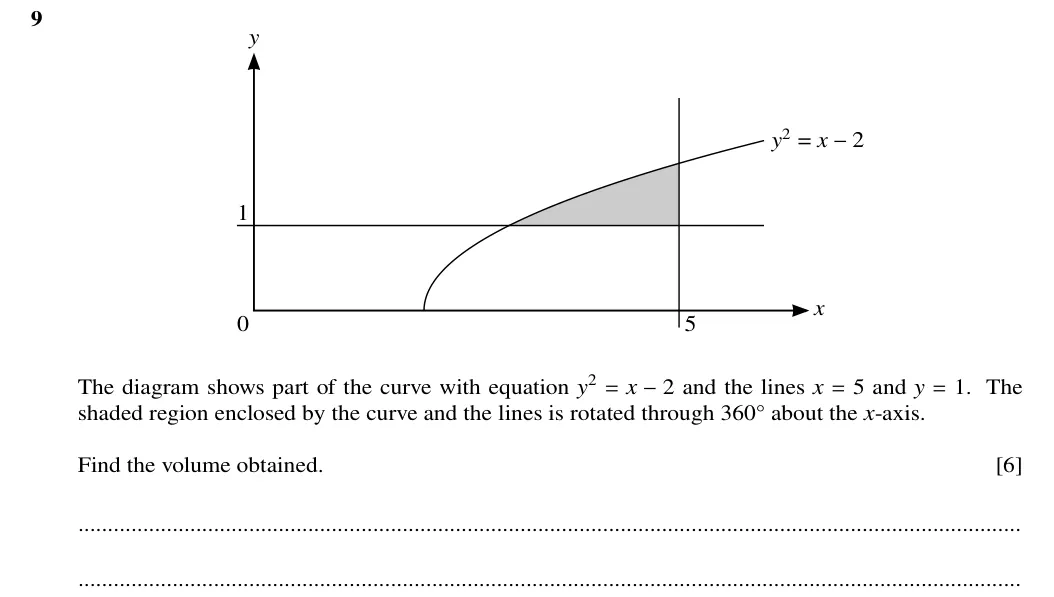 9
y
y² = x – 2
1
x
0
5
The diagram shows part of the curve with equation y² = x – 2 and the lines x = 5 and y = 1. The
shaded region enclosed by the curve and the lines is rotated through 360° about the x-axis.
Find the volume obtained. [6]